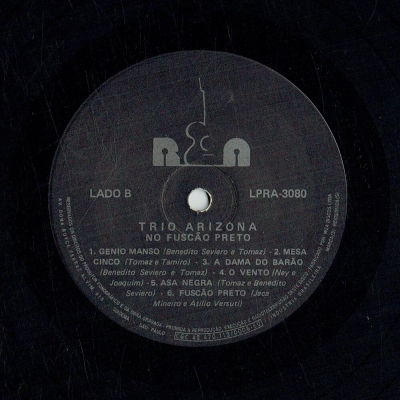 R A
LADO B
LPRA-3080
TRIO ARIZONA
NO FUSCÃO PRETO
1. GENIO MANSO (Benedito Seviero e Tomaz) - 2. MESA
CINCO (Tomaz e Tamiro) - 3. A DAMA DO BARÃO
(Benedito Seviero e Tomaz) - 4. O VENTO (Ney e
Joaquim) - 5. ASA NEGRA (Tomaz e Benedito
Seviero) - 6. FUSCÃO PRETO (Jeca
Mineiro e Atilio Versuti)
SÃO PAULO